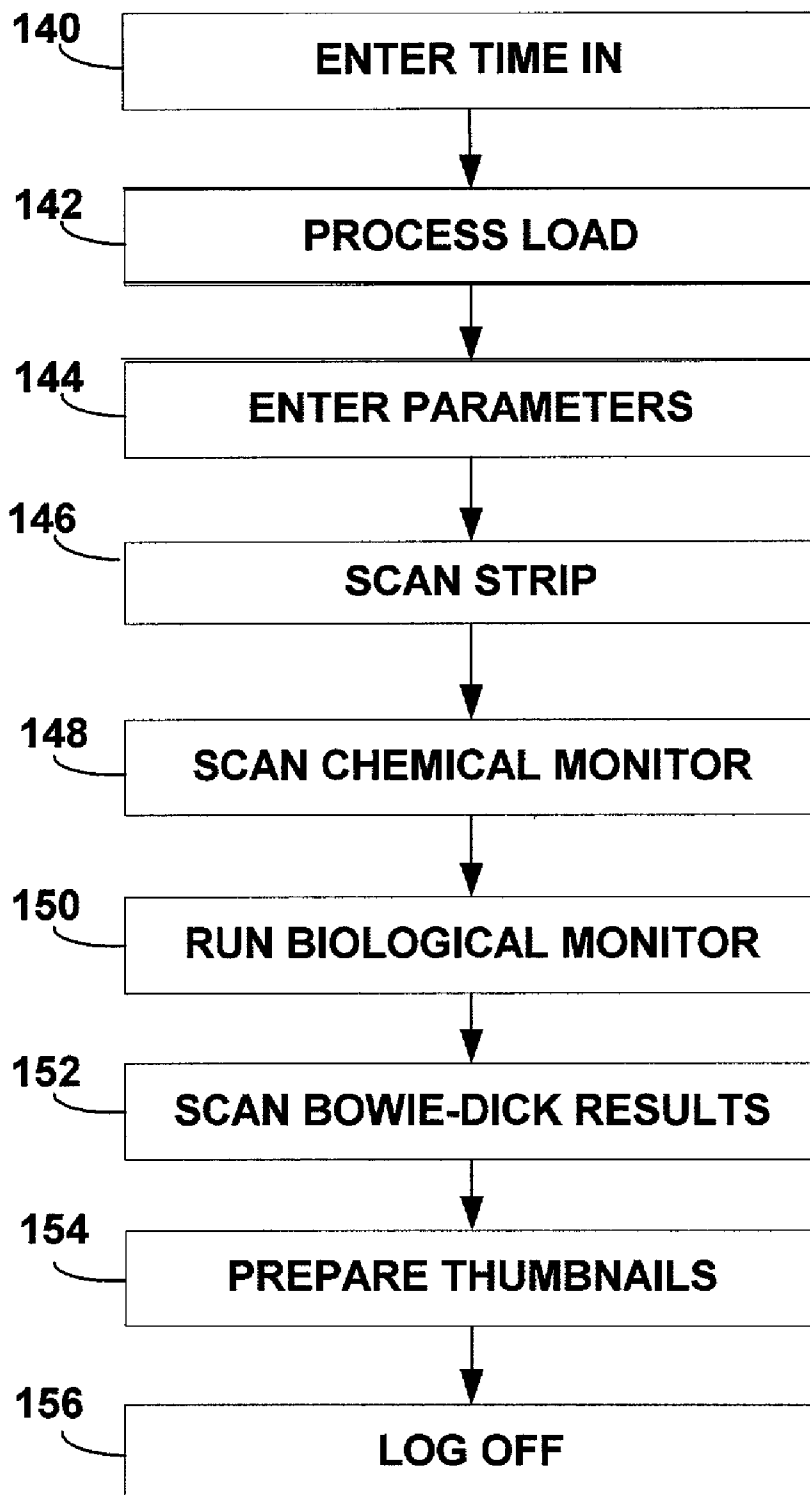 140
ENTER TIME IN
142
PROCESS LOAD
144
ENTER PARAMETERS
146
SCAN STRIP
148
SCAN CHEMICAL MONITOR
150
RUN BIOLOGICAL MONITOR
152
SCAN BOWIE-DICK RESULTS
154
PREPARE THUMBNAILS
156
LOG OFF